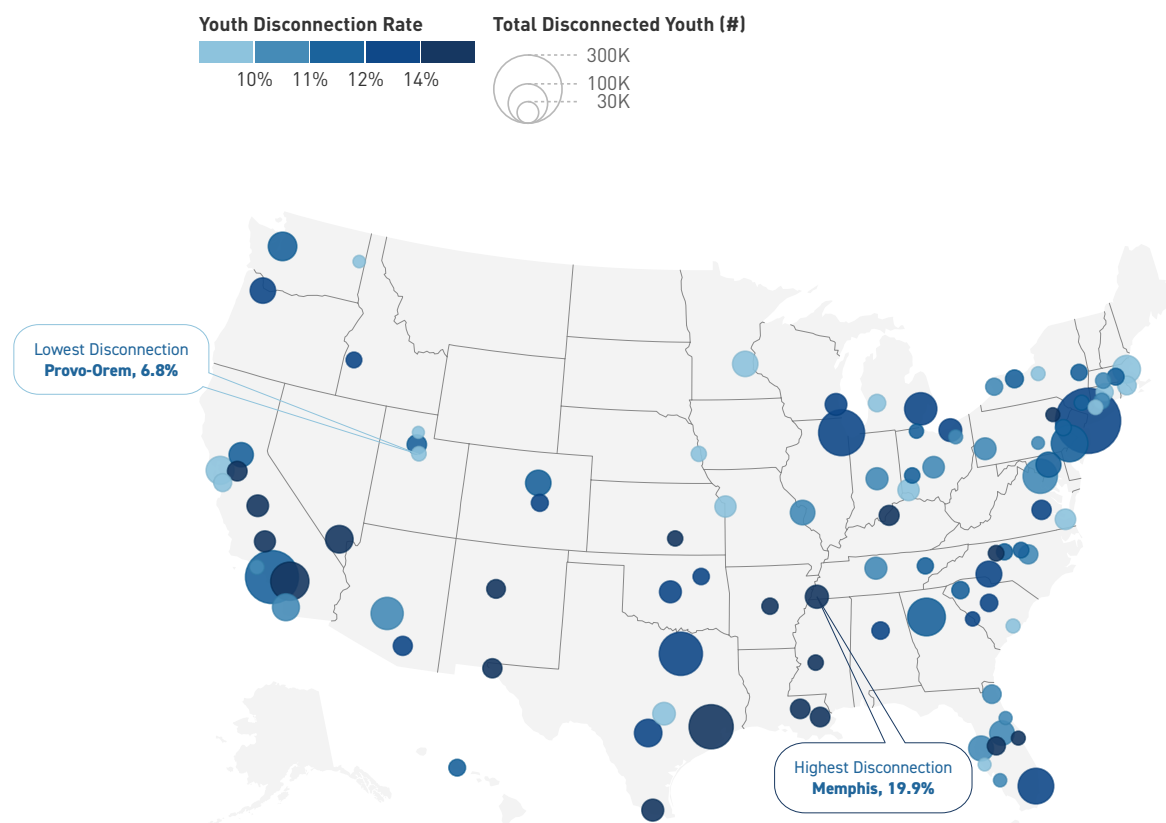 Youth Disconnection Rate
10% 11% 12% 14%
Total Disconnected Youth (#)
300K
100K
30K
Lowest Disconnection
Provo-Orem, 6.8%
Highest Disconnection
Memphis, 19.9%